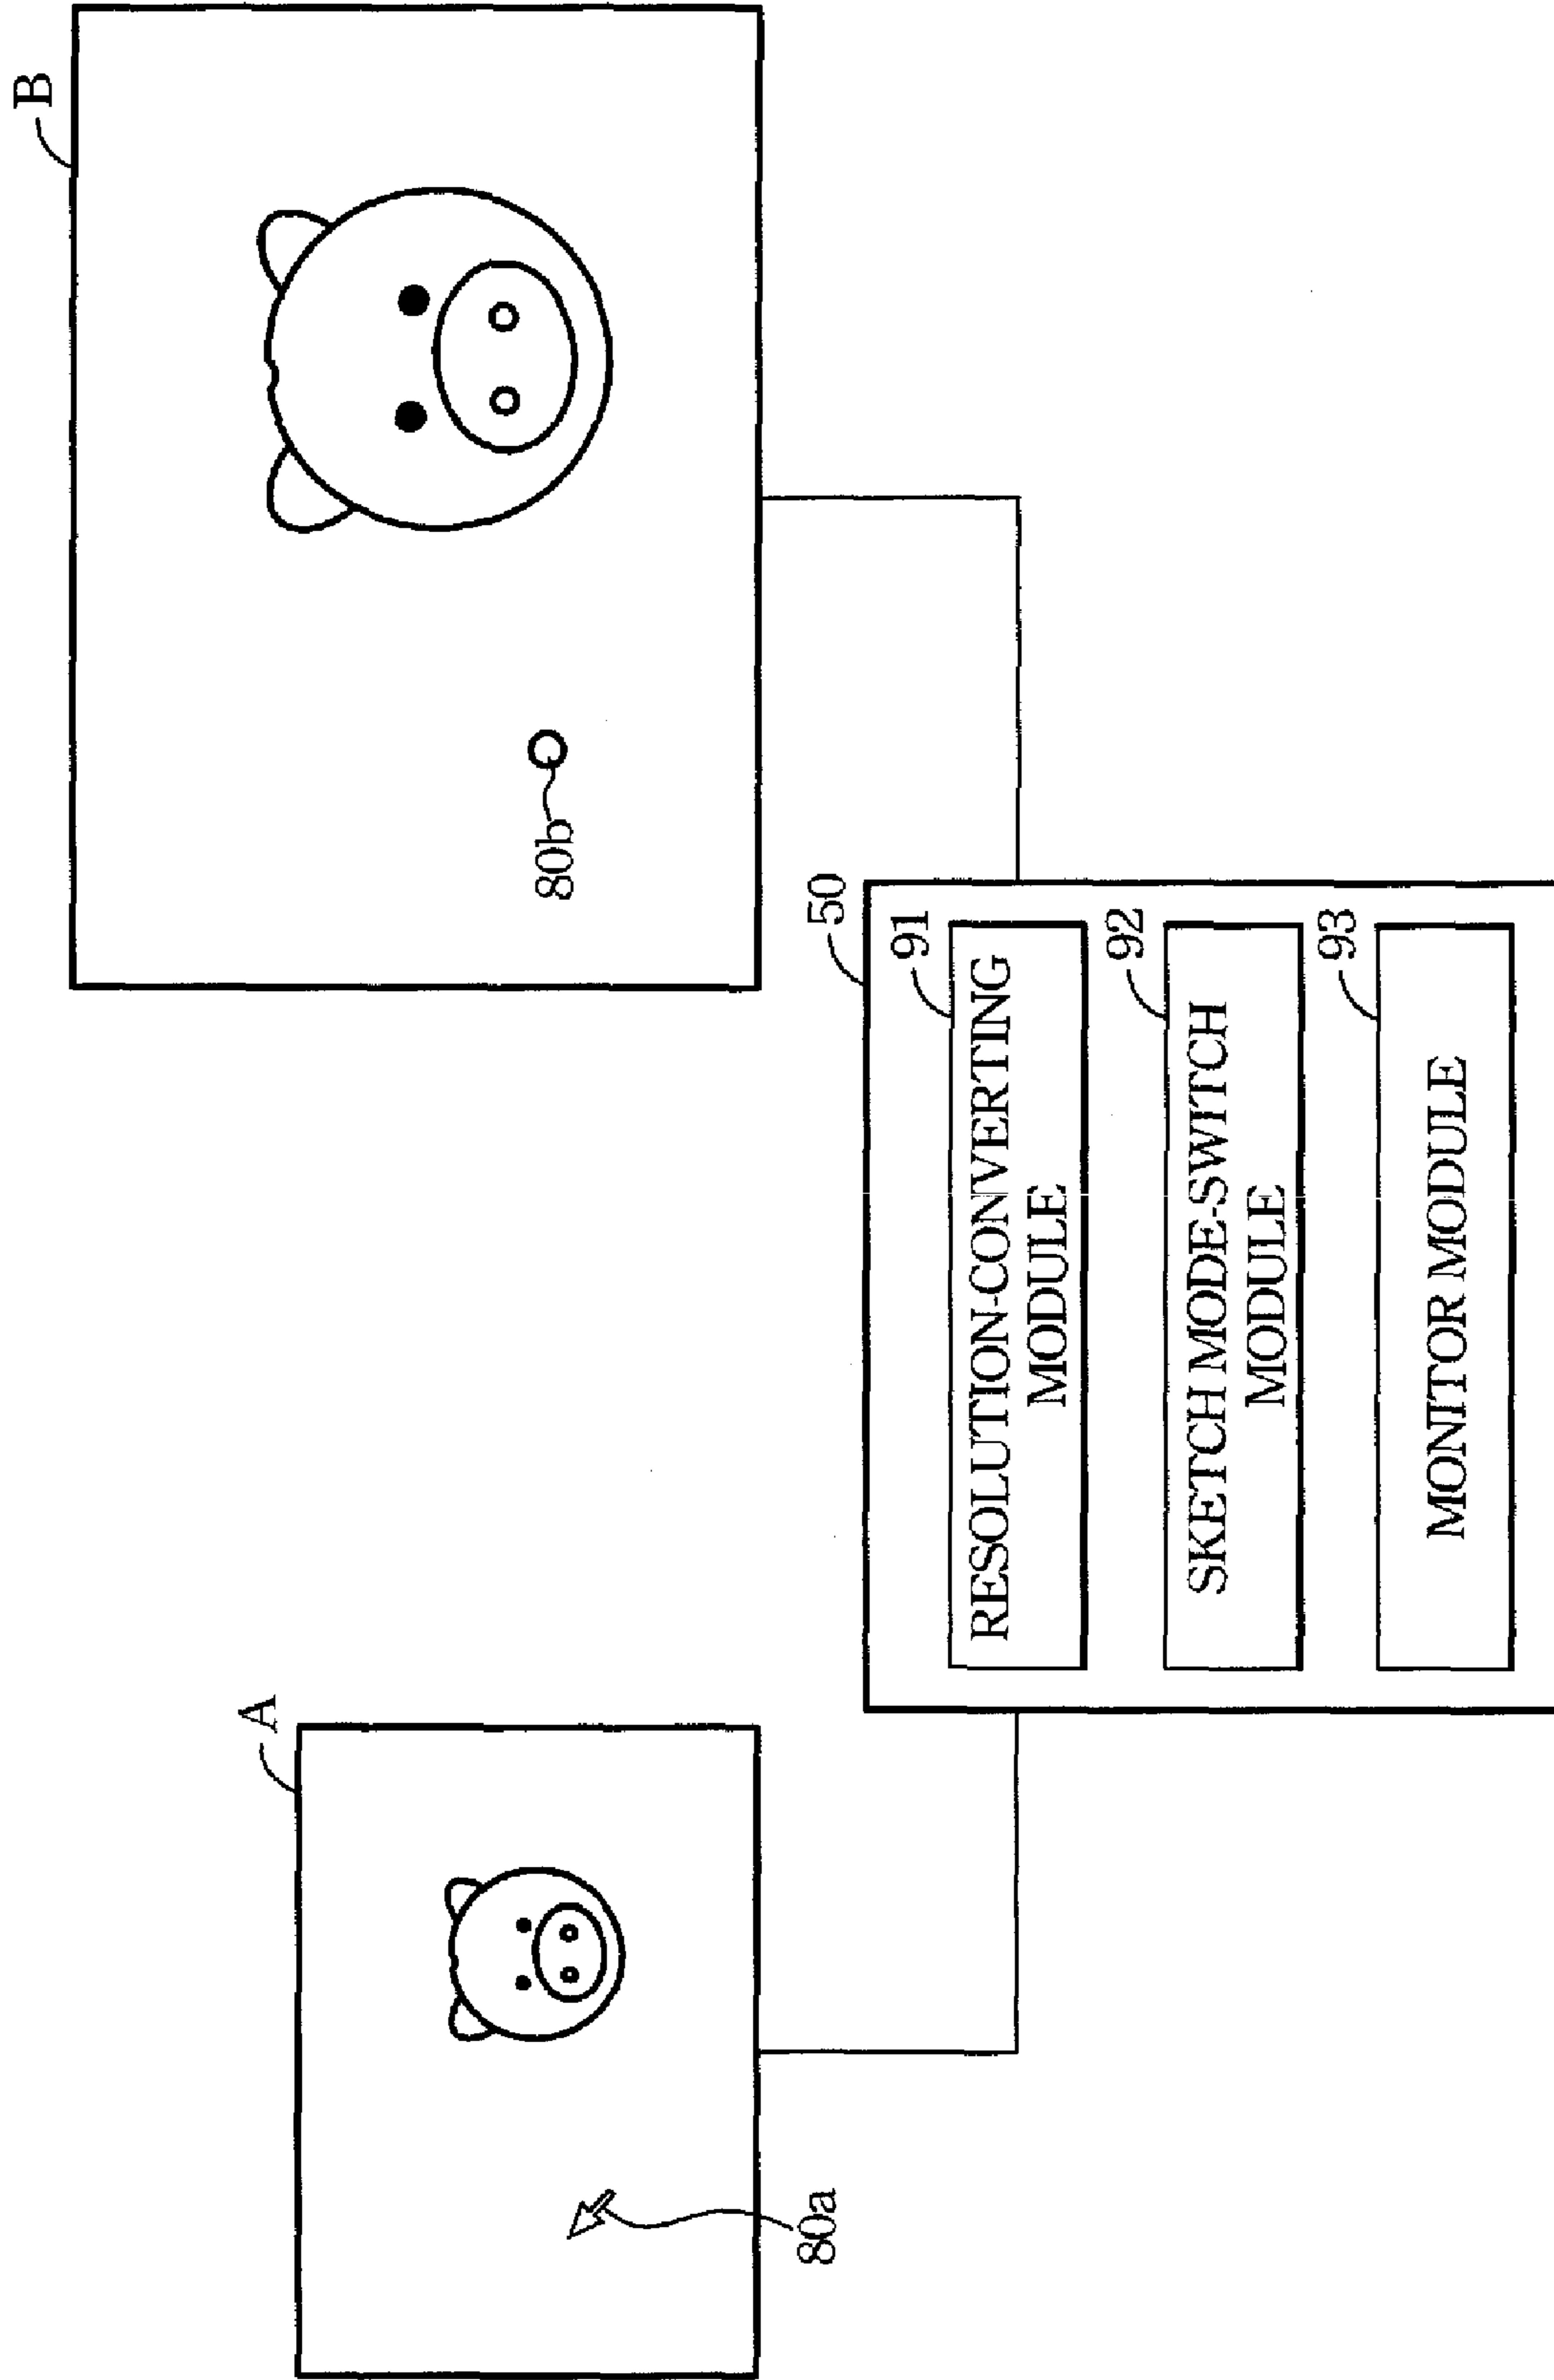 A
B
80a
80b
50
91
RESOLUTION-CONVERTING
MODULE
92
SKETCH MODE-SWITCH
MODULE
93
MONITOR MODULE